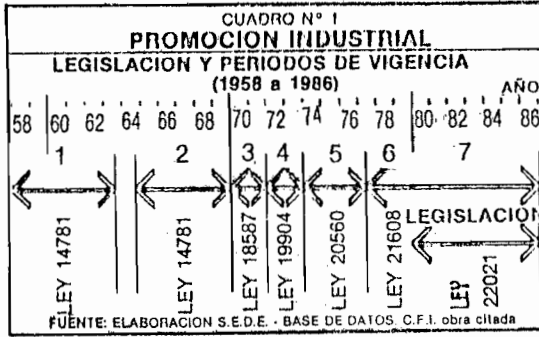 CUADRO Nº 1
PROMOCION INDUSTRIAL
LEGISLACION Y PERIODOS DE VIGENCIA
(1958 a 1986)
AÑO
58 60 62 64 66 68 70 72 74 76 78 80 82 84 86
1 2 3 4 5 6 7
LEGISLACION
LEY 14781
LEY 14781
LEY 18587
LEY 19904
LEY 20560
LEY 21608
LEY 22021
FUENTE: ELABORACION S.E.D.E. - BASE DE DATOS. C.F.I. obra citada